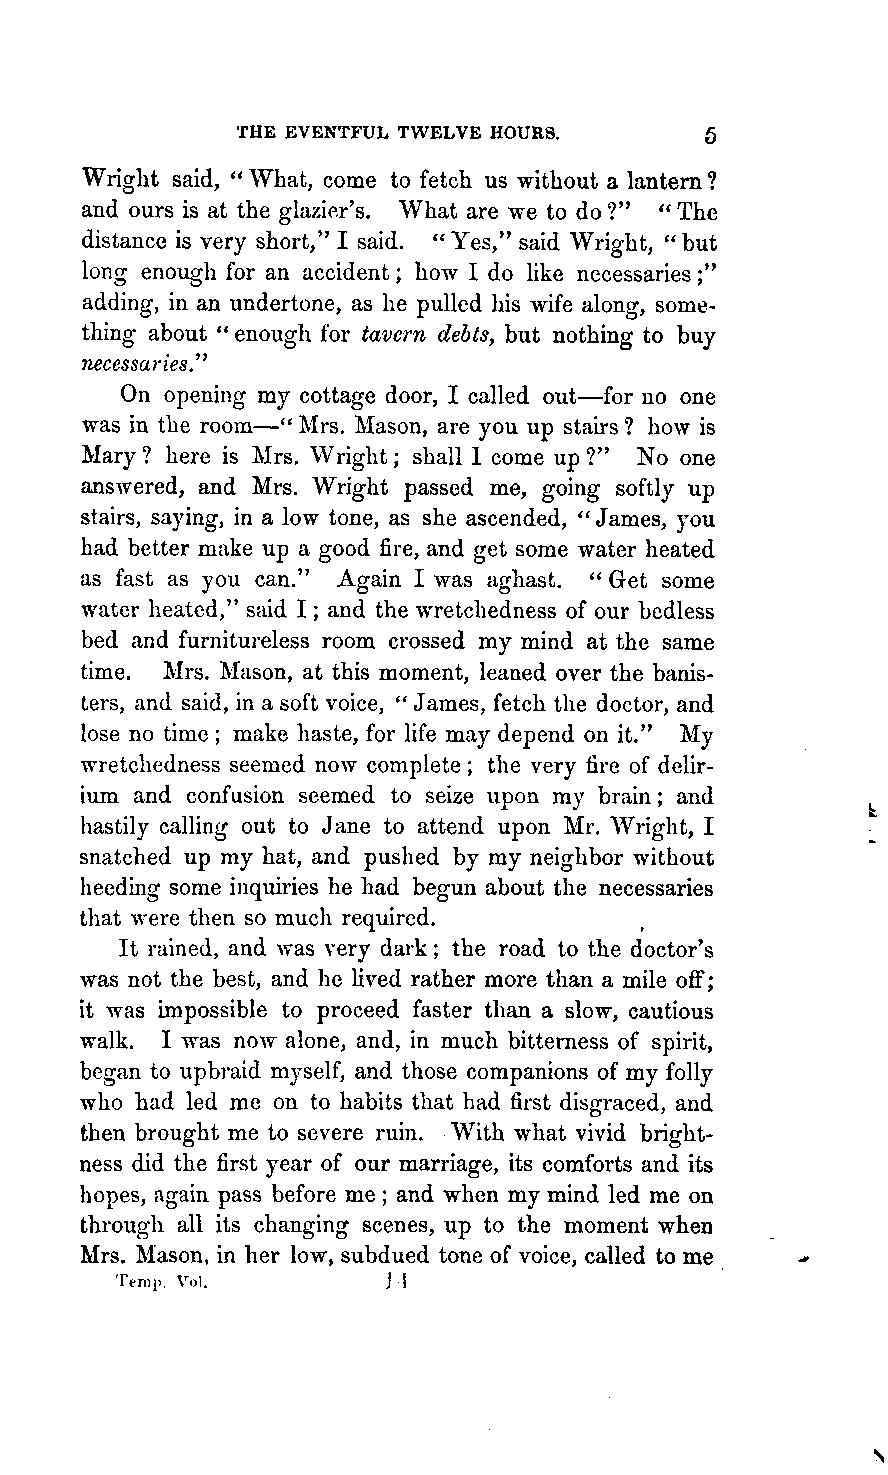 THE EVENTFUL TWELVE HOURS. 5
Wright said, “What, come to fetch us without a lantern?
and ours is at the glazier's. What are we to do?” “The
distance is very short,” I said. “Yes,” said Wright, “but
long enough for an accident; how I do like necessaries;”
adding, in an undertone, as he pulled his wife along, some-
thing about “enough for tavern debts, but nothing to buy
necessaries.”
On opening my cottage door, I called out—for no one
was in the room—“Mrs. Mason, are you up stairs? how is
Mary? here is Mrs. Wright; shall I come up?” No one
answered, and Mrs. Wright passed me, going softly up
stairs, saying, in a low tone, as she ascended, “James, you
had better make up a good fire, and get some water heated
as fast as you can.” Again I was aghast. “Get some
water heated,” said I; and the wretchedness of our bedless
bed and furnitureless room crossed my mind at the same
time. Mrs. Mason, at this moment, leaned over the banis-
ters, and said, in a soft voice, “James, fetch the doctor, and
lose no time; make haste, for life may depend on it.” My
wretchedness seemed now complete; the very fire of delir-
ium and confusion seemed to seize upon my brain; and
hastily calling out to Jane to attend upon Mr. Wright, I
snatched up my hat, and pushed by my neighbor without
heeding some inquiries he had begun about the necessaries
that were then so much required.
It rained, and was very dark; the road to the doctor's
was not the best, and he lived rather more than a mile off;
it was impossible to proceed faster than a slow, cautious
walk. I was now alone, and, in much bitterness of spirit,
began to upbraid myself, and those companions of my folly
who had led me on to habits that had first disgraced, and
then brought me to severe ruin. With what vivid bright-
ness did the first year of our marriage, its comforts and its
hopes, again pass before me; and when my mind led me on
through all its changing scenes, up to the moment when
Mrs. Mason, in her low, subdued tone of voice, called to me
Temp. Vol.